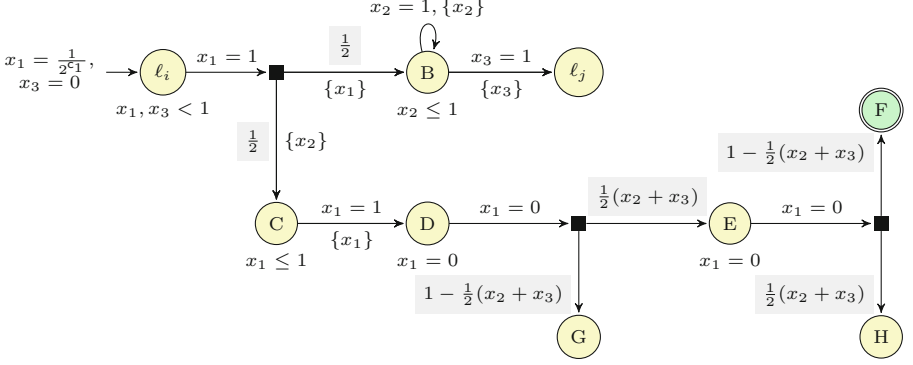 x₂ = 1, {x₂}
x₁ = 1/2^c₁,
x₃ = 0
ℓᵢ
x₁, x₃ < 1
x₁ = 1
1/2
{x₁}
B
x₂ ≤ 1
x₃ = 1
{x₃}
ℓⱼ
1/2
{x₂}
F
1 − 1/2(x₂ + x₃)
C
x₁ ≤ 1
x₁ = 1
{x₁}
D
x₁ = 0
x₁ = 0
1/2(x₂ + x₃)
E
x₁ = 0
x₁ = 0
1 − 1/2(x₂ + x₃)
1/2(x₂ + x₃)
G
H